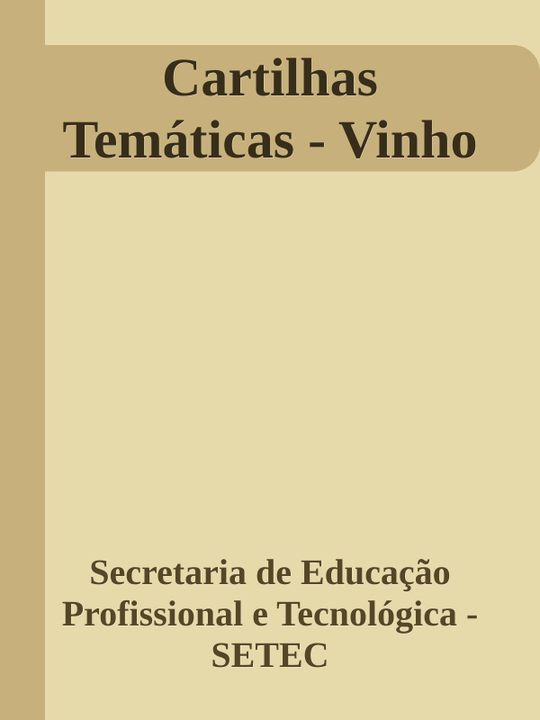 Cartilhas
Temáticas - Vinho
Secretaria de Educação
Profissional e Tecnológica -
SETEC